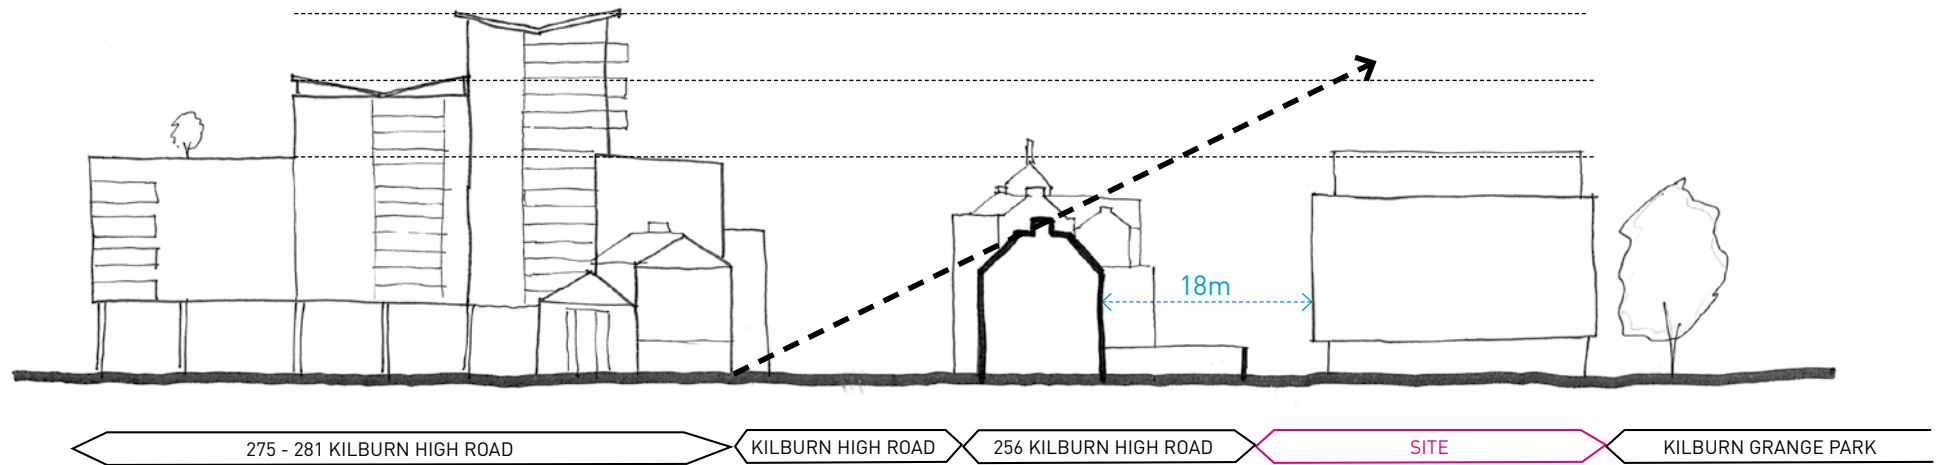 18m
275 - 281 KILBURN HIGH ROAD
KILBURN HIGH ROAD
256 KILBURN HIGH ROAD
SITE
KILBURN GRANGE PARK